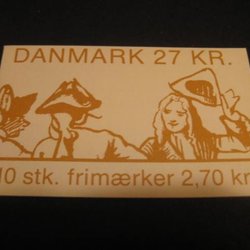 DANMARK 27 KR.
10 stk. frimærker 2,70 kr